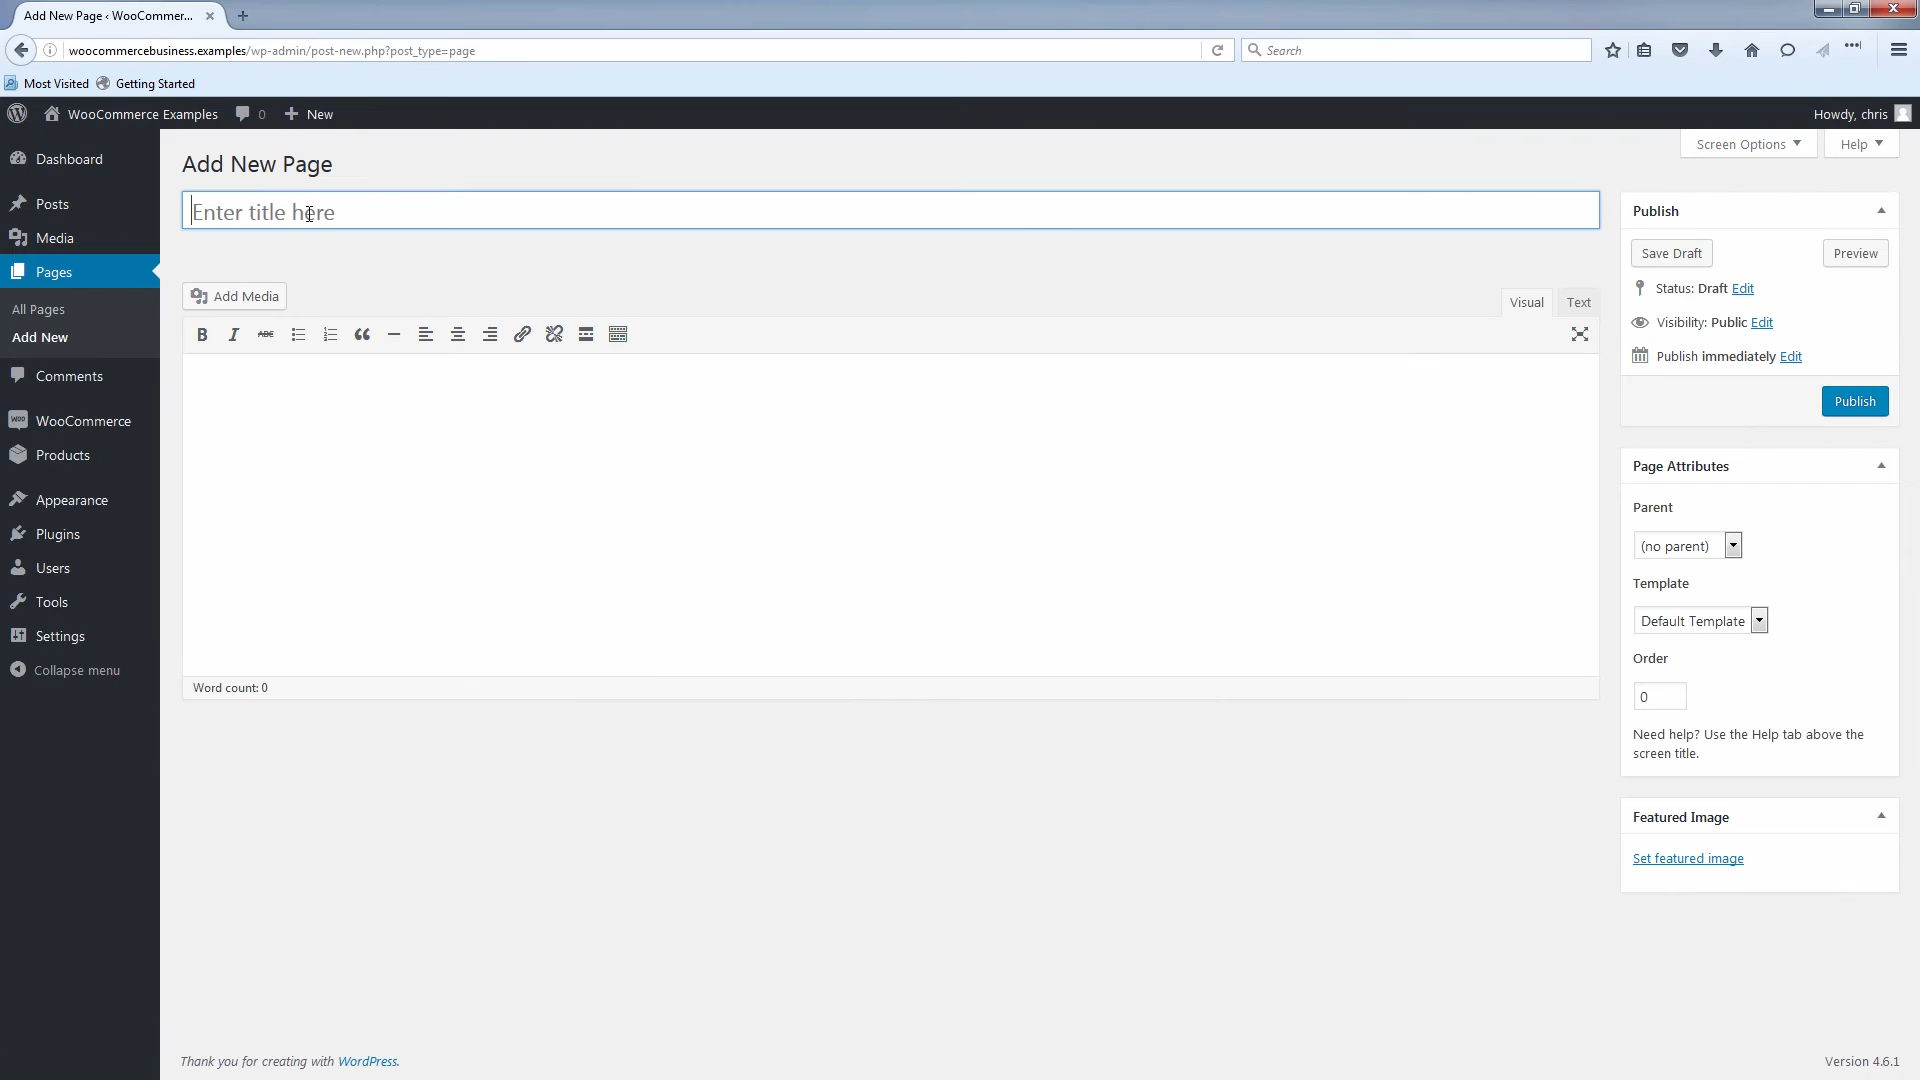 Add New Page ‹ WooCommer...
woocommercebusiness.examples/wp-admin/post-new.php?post_type=page
Search
Most Visited
Getting Started
WooCommerce Examples
0
New
Howdy, chris
Dashboard
Posts
Media
Pages
All Pages
Add New
Comments
WooCommerce
Products
Appearance
Plugins
Users
Tools
Settings
Collapse menu
Screen Options
Help
Add New Page
Enter title here
Add Media
Visual
Text
B I ABC
Word count: 0
Publish
Save Draft
Preview
Status: Draft Edit
Visibility: Public Edit
Publish immediately Edit
Publish
Page Attributes
Parent
(no parent)
Template
Default Template
Order
0
Need help? Use the Help tab above the
screen title.
Featured Image
Set featured image
Thank you for creating with WordPress.
Version 4.6.1